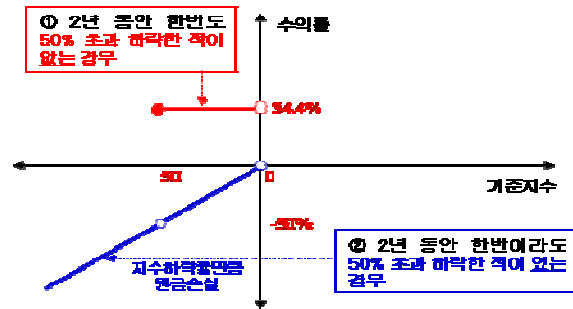 ① 2년 동안 한번도
50% 초과 하락한 적이
없는 경우
수익률
34.4%
-50
0
기준지수
-50%
② 2년 동안 한번이라도
50% 초과 하락한 적이 있는
경우
지수하락률만큼
원금손실